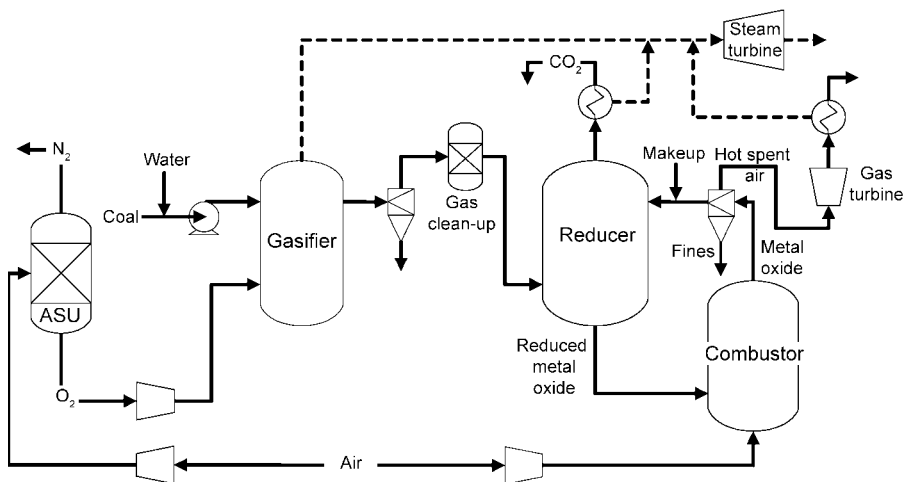 Steam
turbine
CO₂
N₂
Water
Makeup
Hot spent
air
Gas
turbine
Coal
Gas
clean-up
Gasifier
Reducer
Fines
Metal
oxide
ASU
Reduced
metal
oxide
Combustor
O₂
Air